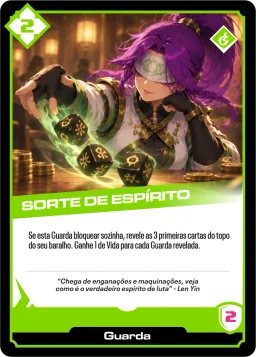 2
SORTE DE ESPÍRITO
Se esta Guarda bloquear sozinha, revele as 3 primeiras cartas do topo
do seu baralho. Ganhe 1 de Vida para cada Guarda revelada.
"Chega de enganações e maquinações, veja
como é o verdadeiro espírito de luta" - Len Yin
2
Guarda